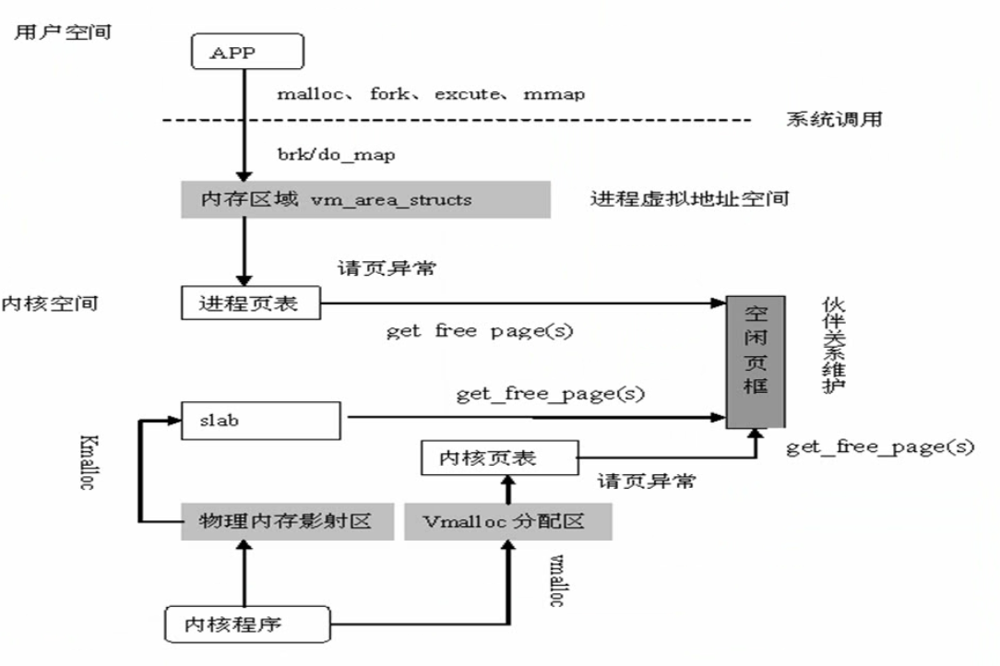 用户空间
APP
malloc、fork、excute、mmap
系统调用
brk/do_map
内存区域 vm_area_structs
进程虚拟地址空间
请页异常
内核空间
进程页表
get free page(s)
空闲页框
伙伴关系维护
get_free_page(s)
slab
Kmalloc
内核页表
get_free_page(s)
请页异常
物理内存影射区
Vmalloc 分配区
vmalloc
内核程序